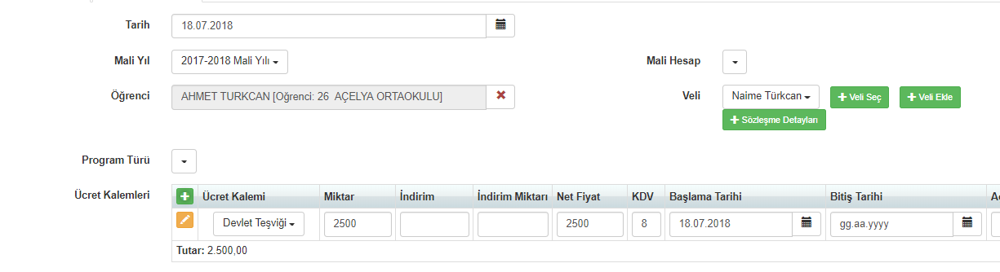 Tarih 18.07.2018
Mali Yıl 2017-2018 Mali Yılı Mali Hesap
Öğrenci AHMET TURKCAN [Öğrenci: 26 AÇELYA ORTAOKULU] Veli Naime Türkcan Veli Seç Veli Ekle
Sözleşme Detayları
Program Türü
Ücret Kalemleri Ücret Kalemi Miktar İndirim İndirim Miktarı Net Fiyat KDV Başlama Tarihi Bitiş Tarihi
Devlet Teşviği 2500 2500 8 18.07.2018 gg.aa.yyyy
Tutar: 2.500,00